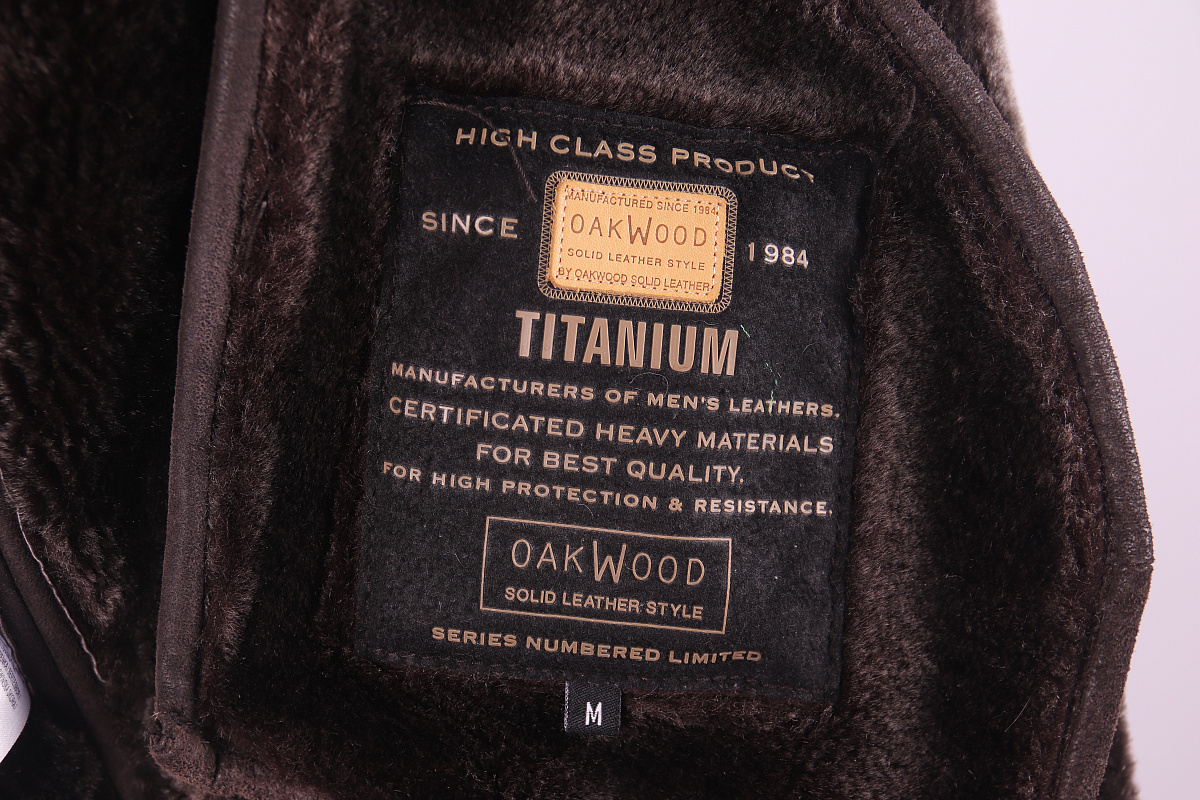 HIGH CLASS PRODUCT
MANUFACTURED SINCE 1984
SINCE OAKWOOD 1984
SOLID LEATHER STYLE
BY OAKWOOD SOLID LEATHER
TITANIUM
MANUFACTURERS OF MEN'S LEATHERS.
CERTIFICATED HEAVY MATERIALS
FOR BEST QUALITY.
FOR HIGH PROTECTION & RESISTANCE.
OAKWOOD
SOLID LEATHER STYLE
SERIES NUMBERED LIMITED
M